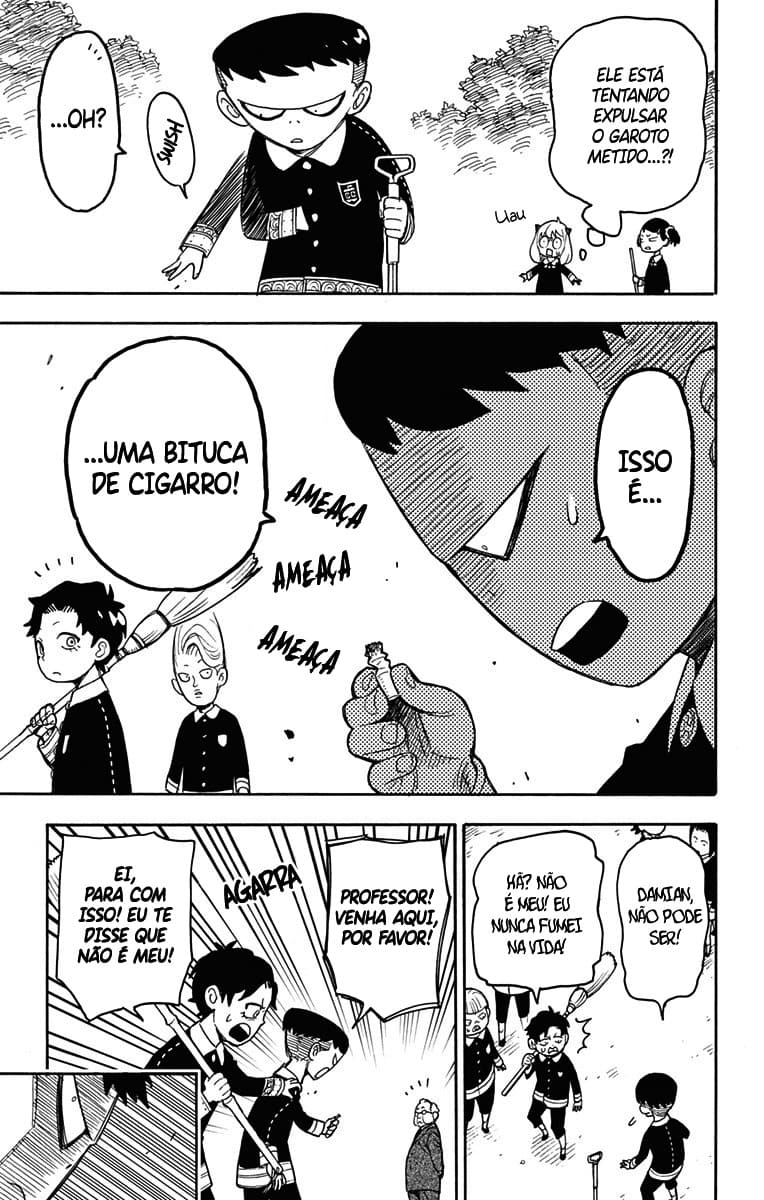 ELE ESTÁ
TENTANDO
EXPULSAR
O GAROTO
METIDO...?!
Uau
SWISH
...OH?
ISSO
É...
...UMA BITUCA
DE CIGARRO!
AMEAÇA
AMEAÇA
AMEAÇA
DAMIAN,
NÃO PODE
SER!
HÃ? NÃO
É MEU! EU
NUNCA FUMEI
NA VIDA!
PROFESSOR!
VENHA AQUI,
POR FAVOR!
AGARRA
EI,
PARA COM
ISSO! EU TE
DISSE QUE
NÃO É MEU!